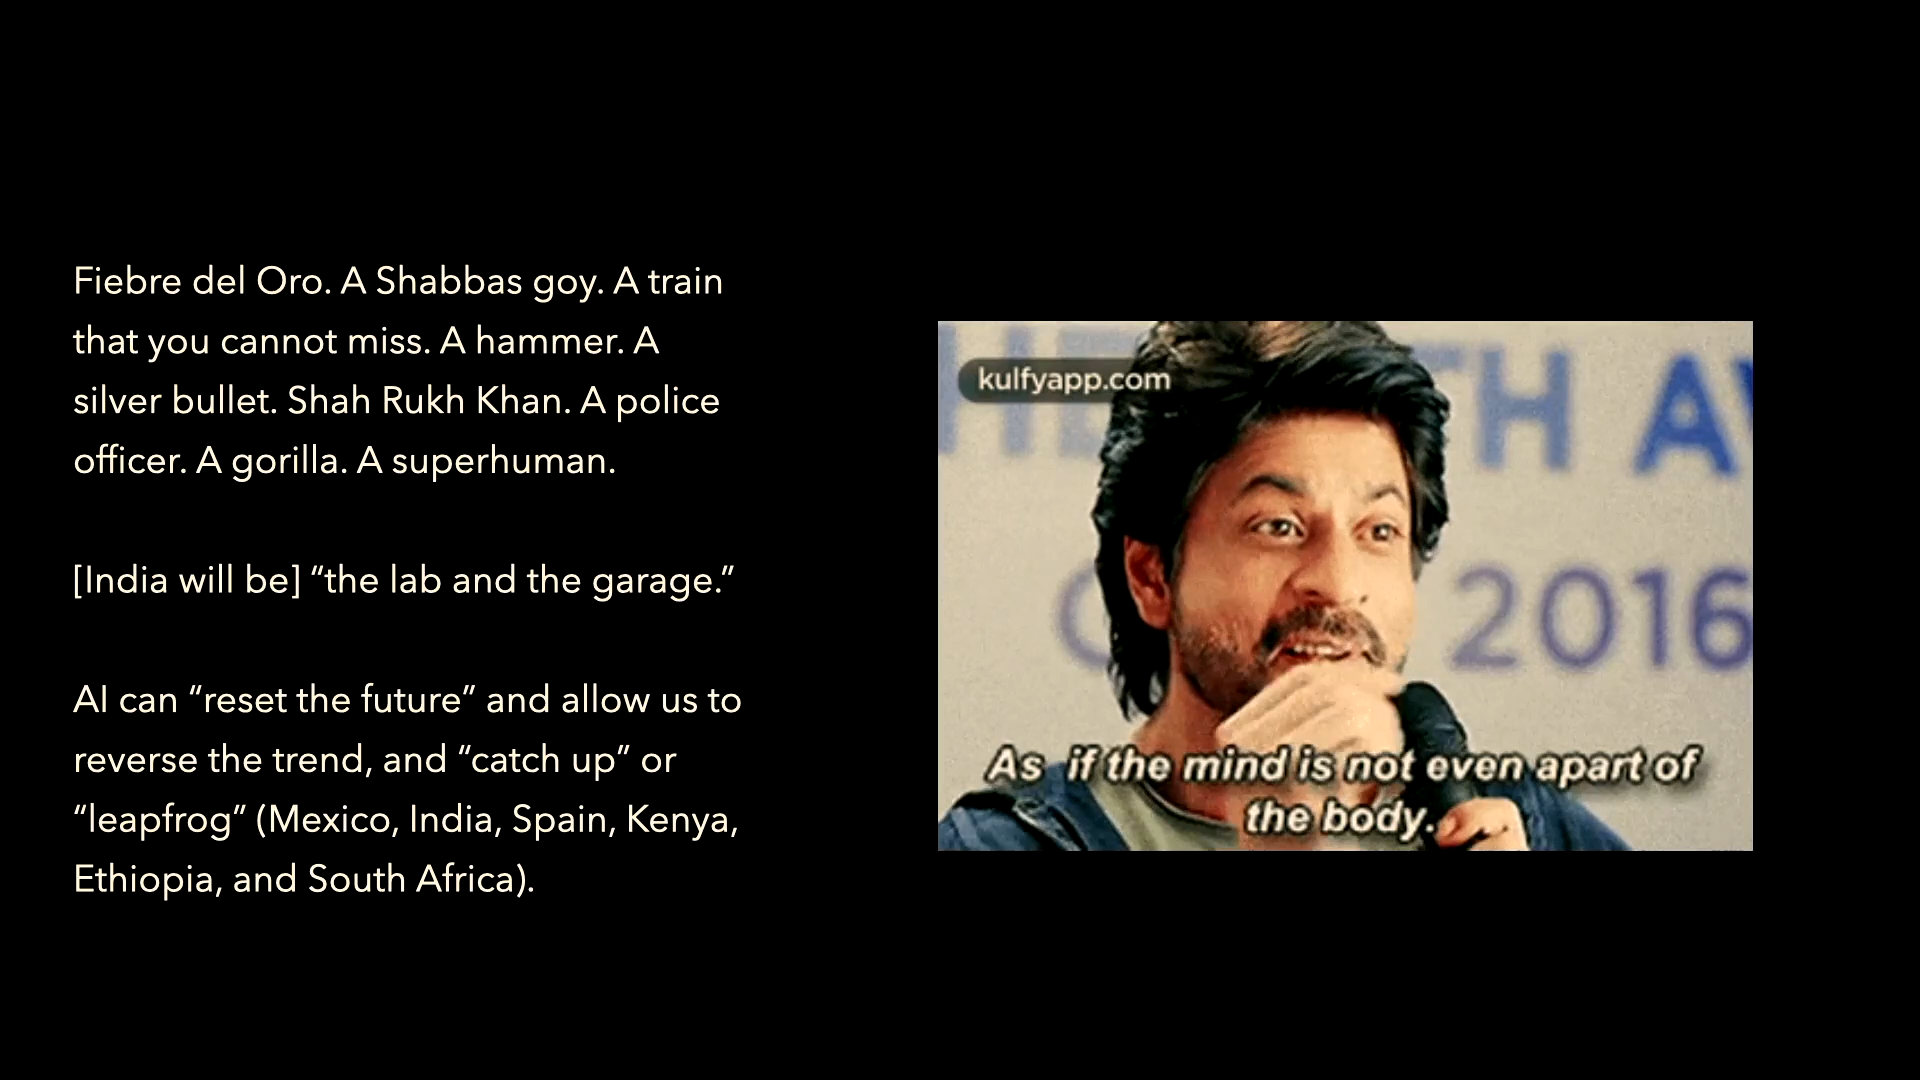 Fiebre del Oro. A Shabbas goy. A train
that you cannot miss. A hammer. A
silver bullet. Shah Rukh Khan. A police
officer. A gorilla. A superhuman.
[India will be] “the lab and the garage.”
AI can “reset the future” and allow us to
reverse the trend, and “catch up” or
“leapfrog” (Mexico, India, Spain, Kenya,
Ethiopia, and South Africa).
kulfyapp.com
TH AV
2016
As if the mind is not even apart of
the body.